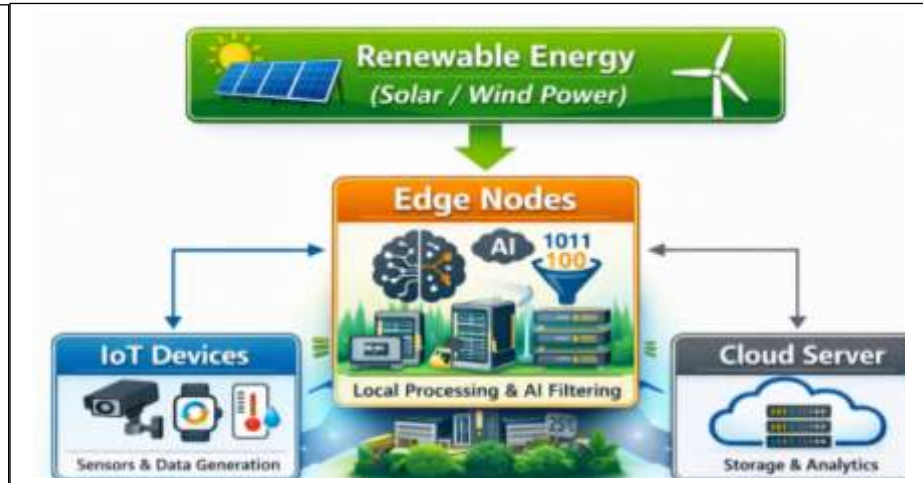 Renewable Energy
(Solar / Wind Power)
Edge Nodes
AI
1011
100
Local Processing & AI Filtering
IoT Devices
Sensors & Data Generation
Cloud Server
Storage & Analytics